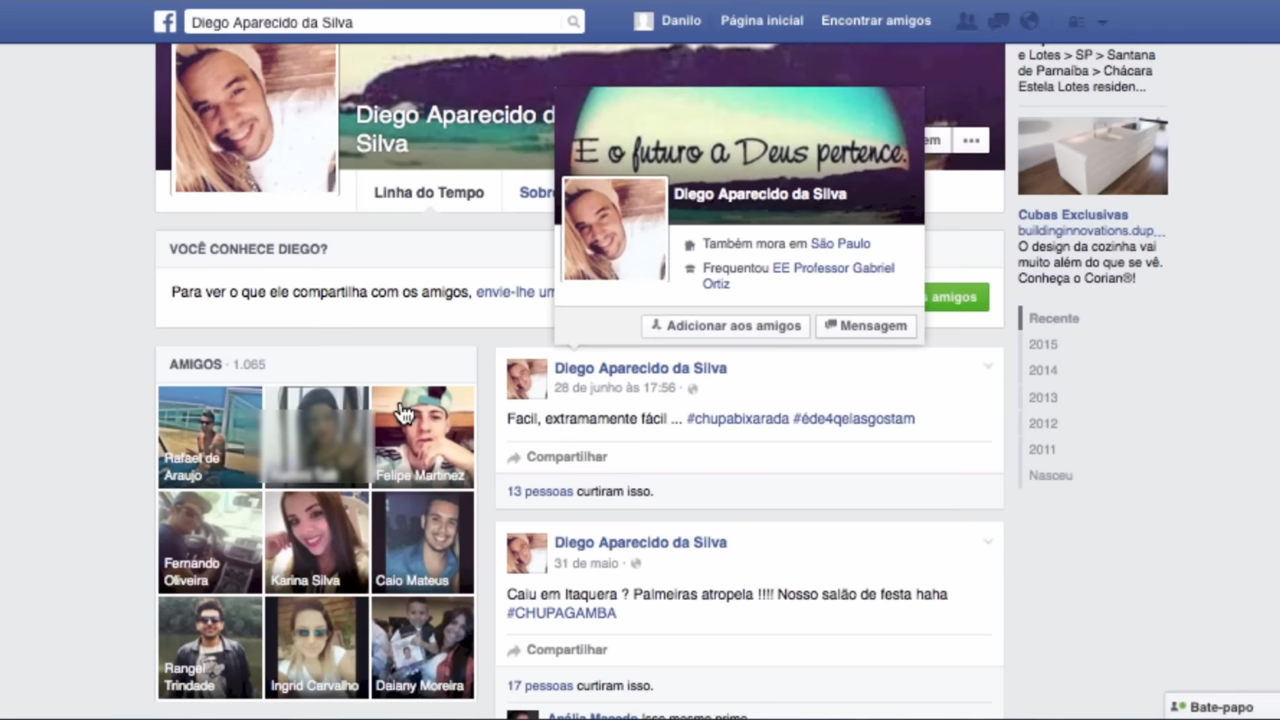 Diego Aparecido da Silva
Danilo
Página inicial
Encontrar amigos
Diego Aparecido d
Silva
Linha do Tempo
Sobr
E o futuro a Deus pertence.
Diego Aparecido da Silva
Também mora em São Paulo
Frequentou EE Professor Gabriel
Ortiz
Adicionar aos amigos
Mensagem
em
VOCÊ CONHECE DIEGO?
Para ver o que ele compartilha com os amigos, envie-lhe um
amigos
AMIGOS · 1.065
Rafael de
Araujo
Felipe Martinez
Fernando
Oliveira
Karina Silva
Caio Mateus
Rangel
Trindade
Ingrid Carvalho
Daiany Moreira
Diego Aparecido da Silva
28 de junho às 17:56 ·
Facil, extramamente fácil ... #chupabixarada #éde4qelasgostam
Compartilhar
13 pessoas curtiram isso.
Diego Aparecido da Silva
31 de maio ·
Caiu em Itaquera ? Palmeiras atropela !!!! Nosso salão de festa haha
#CHUPAGAMBA
Compartilhar
17 pessoas curtiram isso.
e Lotes > SP > Santana
de Parnaíba > Chácara
Estela Lotes residen...
Cubas Exclusivas
buildinginnovations.dup...
O design da cozinha vai
muito além do que se vê.
Conheça o Corian®!
Recente
2015
2014
2013
2012
2011
Nasceu
Bate-papo